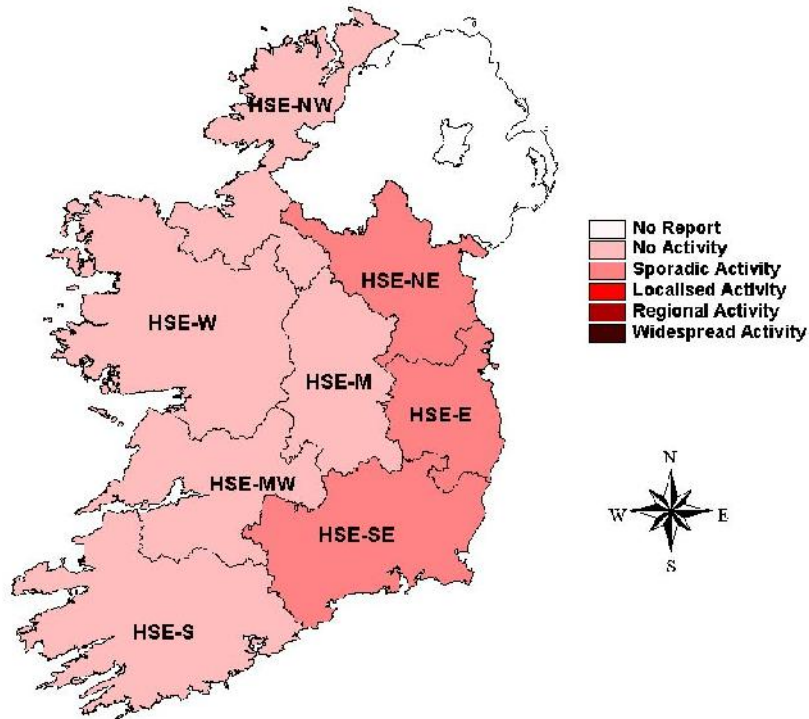 HSE-NW
No Report
No Activity
Sporadic Activity
Localised Activity
Regional Activity
Widespread Activity
HSE-NE
HSE-W
HSE-M
HSE-E
HSE-MW
HSE-SE
HSE-S
N
W
E
S